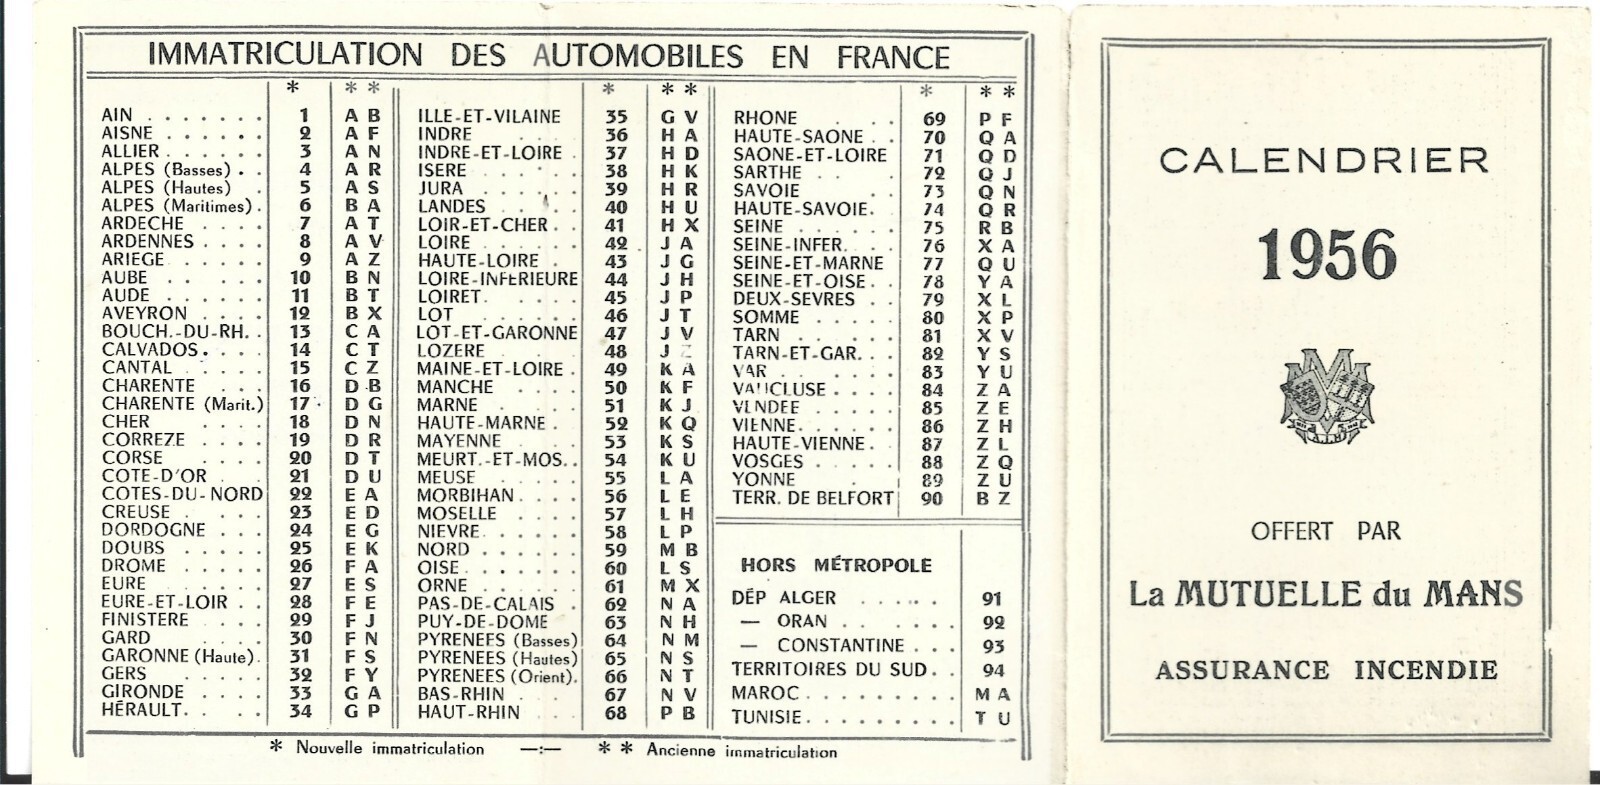 IMMATRICULATION DES AUTOMOBILES EN FRANCE
* * *
AIN . . . . . . . 1 A B
AISNE . . . . . . 2 A F
ALLIER . . . . . . 3 A N
ALPES (Basses) . . 4 A R
ALPES (Hautes) . 5 A S
ALPES (Maritimes) . 6 B A
ARDECHE . . . . 7 A T
ARDENNES . . . . 8 A V
ARIEGE . . . . . . 9 A Z
AUBE . . . . . . 10 B N
AUDE . . . . . . 11 B T
AVEYRON . . . . 12 B X
BOUCH.-DU-RH. . 13 C A
CALVADOS . . . . 14 C T
CANTAL . . . . . 15 C Z
CHARENTE . . . 16 D B
CHARENTE (Marit.) 17 D G
CHER . . . . . 18 D N
CORREZE . . . . 19 D R
CORSE . . . . 20 D T
COTE-D'OR . . . 21 D U
COTES-DU-NORD 22 E A
CREUSE . . . . . 23 E D
DORDOGNE . . . 24 E G
DOUBS . . . . . 25 E K
DROME . . . . . 26 F A
EURE . . . . . . 27 E S
EURE-ET-LOIR . . 28 F E
FINISTERE . . . . 29 F J
GARD . . . . 30 F N
GARONNE (Haute) . 31 F S
GERS . . . . . 32 F Y
GIRONDE . . . . 33 G A
HÉRAULT . . . . 34 G P
* * *
ILLE-ET-VILAINE 35 G V
INDRE . . . 36 H A
INDRE-ET-LOIRE . 37 H D
ISERE . . . . . 38 H K
JURA . . . . . . 39 H R
LANDES . . . . . 40 H U
LOIR-ET-CHER . . 41 H X
LOIRE . . . . . . 42 J A
HAUTE-LOIRE . . 43 J G
LOIRE-INFERIEURE 44 J H
LOIRET . . . . . 45 J P
LOT . . . . . . 46 J T
LOT-ET-GARONNE 47 J V
LOZERE . . . . . 48 J Z
MAINE-ET-LOIRE . 49 K A
MANCHE . . . . . 50 K F
MARNE . . . . . 51 K J
HAUTE-MARNE . . 52 K Q
MAYENNE . . . . 53 K S
MEURT.-ET-MOS. . 54 K U
MEUSE . . . . . 55 L A
MORBIHAN . . . . 56 L E
MOSELLE . . . . 57 L H
NIEVRE . . . . . 58 L P
NORD . . . . . . 59 M B
OISE . . . . . . 60 L S
ORNE . . . . . . 61 M X
PAS-DE-CALAIS . 62 N A
PUY-DE-DOME . 63 N H
PYRENEES (Basses) 64 N M
PYRENEES (Hautes) 65 N S
PYRENEES (Orient). 66 N T
BAS-RHIN . . . . 67 N V
HAUT-RHIN . . . 68 P B
* * *
RHONE . . . 69 P F
HAUTE-SAONE . . 70 Q A
SAONE-ET-LOIRE 71 Q D
SARTHE . . . . . 72 Q J
SAVOIE . . . . 73 Q N
HAUTE-SAVOIE . 74 Q R
SEINE . . . . . . 75 R B
SEINE-INFER. . . . 76 X A
SEINE-ET-MARNE 77 Q U
SEINE-ET-OISE . . 78 Y A
DEUX-SEVRES . . 79 X L
SOMME . . . . . 80 X P
TARN . . . . . . 81 X V
TARN-ET-GAR. . . 82 Y S
VAR . . . . . . 83 Y U
VAUCLUSE . . . . 84 Z A
VENDEE . . . . . 85 Z E
VIENNE . . . . . 86 Z H
HAUTE-VIENNE . . 87 Z L
VOSGES . . . . . 88 Z Q
YONNE . . . . 89 Z U
TERR. DE BELFORT 90 B Z
HORS MÉTROPOLE
DÉP ALGER . . . . . . 91
— ORAN . . . . . . . 92
— CONSTANTINE . . . 93
TERRITOIRES DU SUD . . 94
MAROC . . . . . . . . . M A
TUNISIE . . . . . . . . . T U
* Nouvelle immatriculation —:— * * Ancienne immatriculation
CALENDRIER
1956
OFFERT PAR
La MUTUELLE du MANS
ASSURANCE INCENDIE